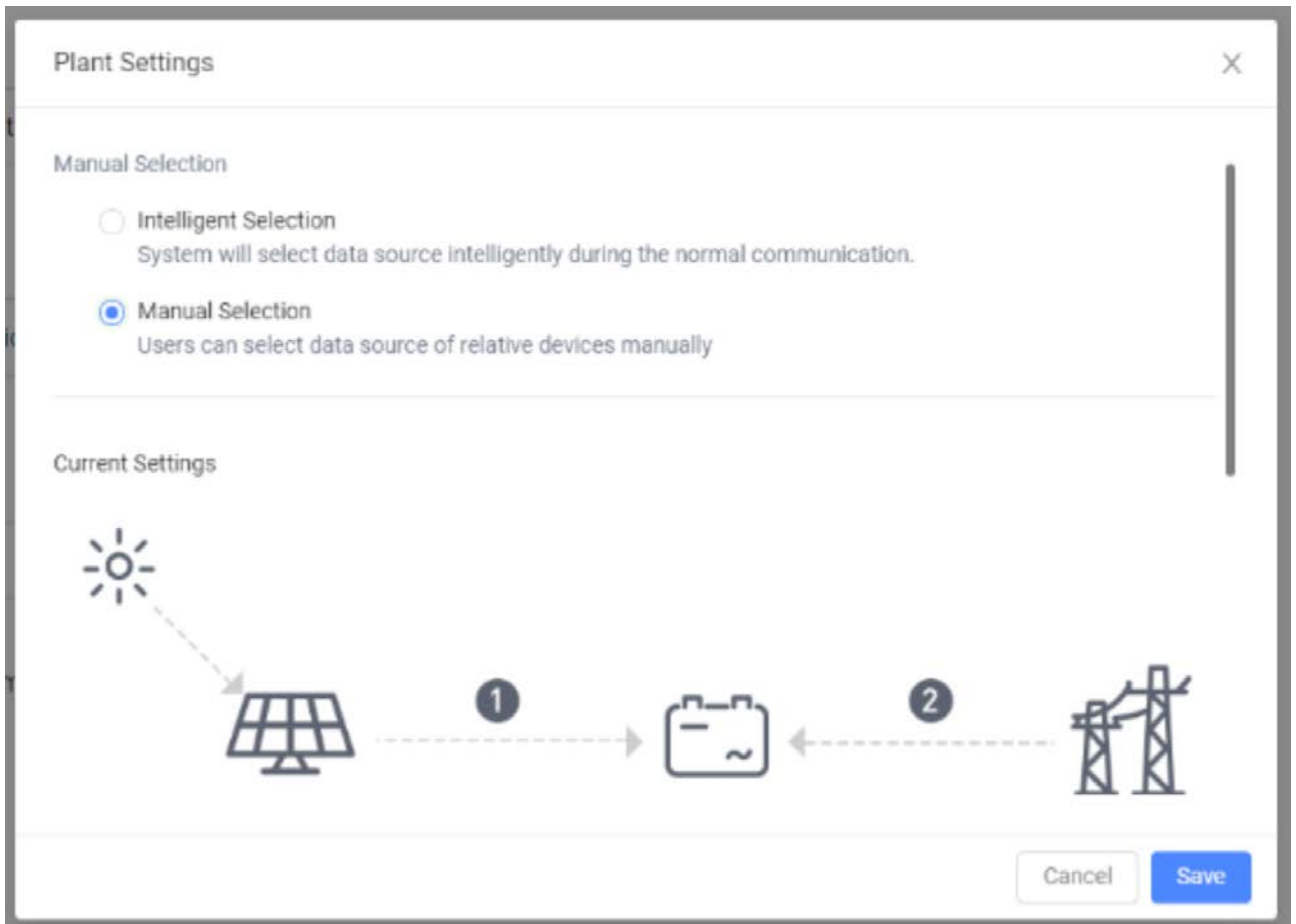 Plant Settings
Manual Selection
Intelligent Selection
System will select data source intelligently during the normal communication.
Manual Selection
Users can select data source of relative devices manually
Current Settings
1
2
Cancel
Save